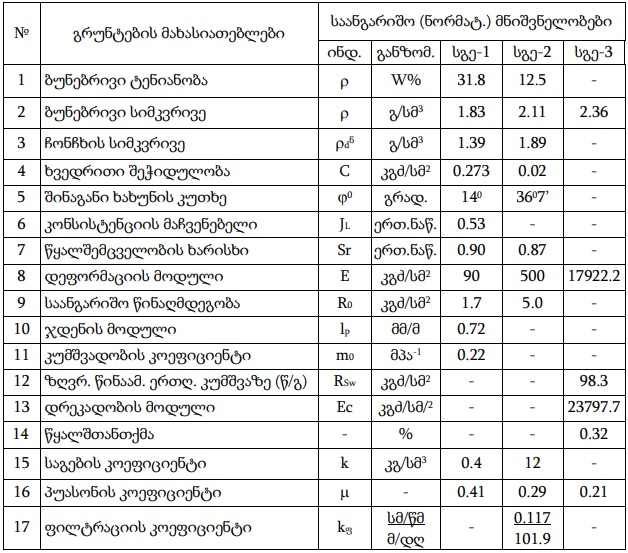 № გრუნტების მახასიათებლები საანგარიშო (ნორმატ.) მნიშვნელობები
ინდ. განზომ. სგე-1 სგე-2 სგე-3
1 ბუნებრივი ტენიანობა ρ W% 31.8 12.5 -
2 ბუნებრივი სიმკვრივე ρ გ/სმ³ 1.83 2.11 2.36
3 ჩონჩხის სიმკვრივე ρdნ გ/სმ³ 1.39 1.89 -
4 ხვედრითი შეჭიდულობა C კგძ/სმ² 0.273 0.02 -
5 შინაგანი ხახუნის კუთხე φ⁰ გრად. 14⁰ 36⁰7’ -
6 კონსისტენციის მაჩვენებელი JL ერთ.ნაწ. 0.53 - -
7 წყალშემცველობის ხარისხი Sr ერთ.ნაწ. 0.90 0.87 -
8 დეფორმაციის მოდული E კგძ/სმ² 90 500 17922.2
9 საანგარიშო წინაღმდეგობა R₀ კგძ/სმ² 1.7 5.0 -
10 ჯდენის მოდული lₚ მმ/მ 0.72 - -
11 კუმშვადობის კოეფიციენტი m₀ მპა⁻¹ 0.22 - -
12 ზღვრ. წინაამ. ერთღ. კუმშვაზე (წ/გ) RSw კგძ/სმ² - - 98.3
13 დრეკადობის მოდული Ec კგძ/სმ/² - - 23797.7
14 წყალშთანთქმა - % - - 0.32
15 საგების კოეფიციენტი k კგ/სმ³ 0.4 12 -
16 პუასონის კოეფიციენტი μ - 0.41 0.29 0.21
17 ფილტრაციის კოეფიციენტი kფ სმ/წმ - 0.117 -
მ/დღ 101.9